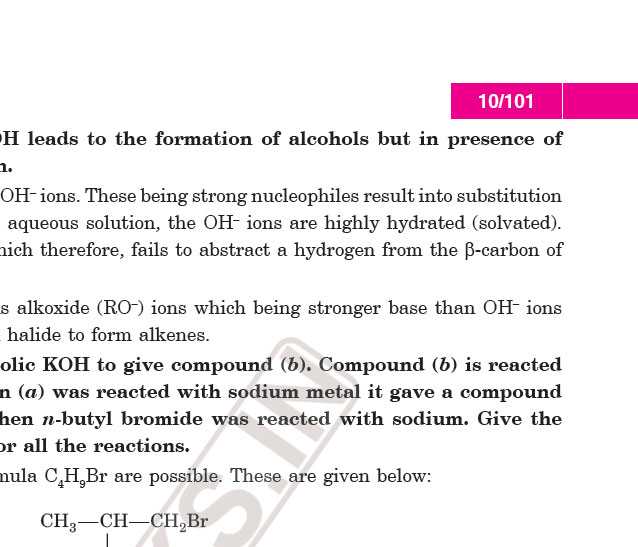 10/101
OH leads to the formation of alcohols but in presence of
n.
OH⁻ ions. These being strong nucleophiles result into substitution
, aqueous solution, the OH⁻ ions are highly hydrated (solvated).
hich therefore, fails to abstract a hydrogen from the β-carbon of
s alkoxide (RO⁻) ions which being stronger base than OH⁻ ions
halide to form alkenes.
olic KOH to give compound (b). Compound (b) is reacted
n (a) was reacted with sodium metal it gave a compound
hen n-butyl bromide was reacted with sodium. Give the
or all the reactions.
mula C₄H₉Br are possible. These are given below:
CH₃—CH—CH₂Br